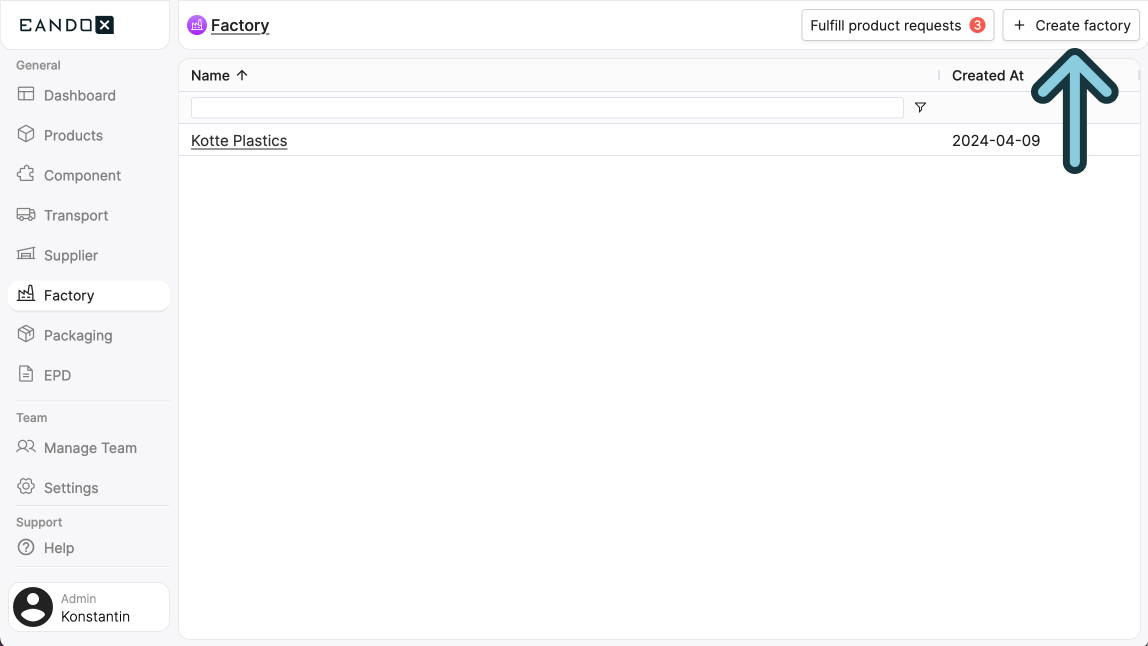 EANDOX
General
Dashboard
Products
Component
Transport
Supplier
Factory
Packaging
EPD
Team
Manage Team
Settings
Support
Help
Admin
Konstantin
Factory
Fulfill product requests 3
+ Create factory
Name
Created At
Kotte Plastics
2024-04-09